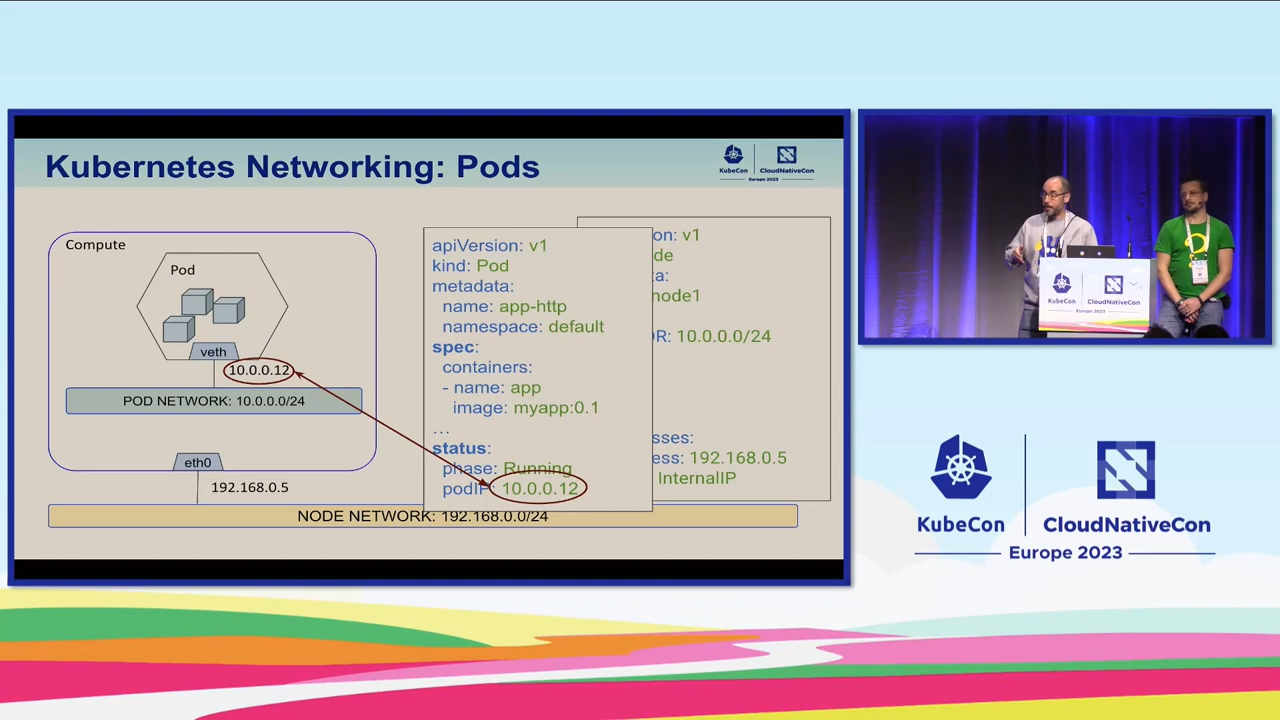 Kubernetes Networking: Pods
KubeCon
CloudNativeCon
Europe 2023
Compute
Pod
veth
10.0.0.12
POD NETWORK: 10.0.0.0/24
eth0
192.168.0.5
NODE NETWORK: 192.168.0.0/24
apiVersion: v1
kind: Pod
metadata:
name: app-http
namespace: default
spec:
containers:
- name: app
image: myapp:0.1
...
status:
phase: Running
podIP: 10.0.0.12
on: v1
de
a:
node1
DR: 10.0.0.0/24
sses:
ess: 192.168.0.5
InternalIP
KubeCon
CloudNativeCon
Europe 2023
KubeCon
CloudNativeCon
Europe 2023